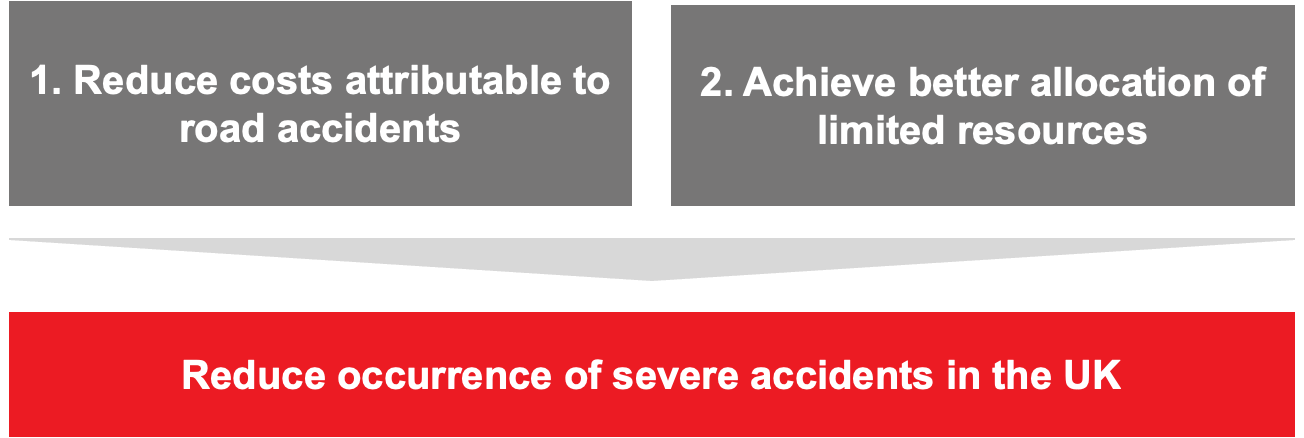 1. Reduce costs attributable to
road accidents
2. Achieve better allocation of
limited resources
Reduce occurrence of severe accidents in the UK